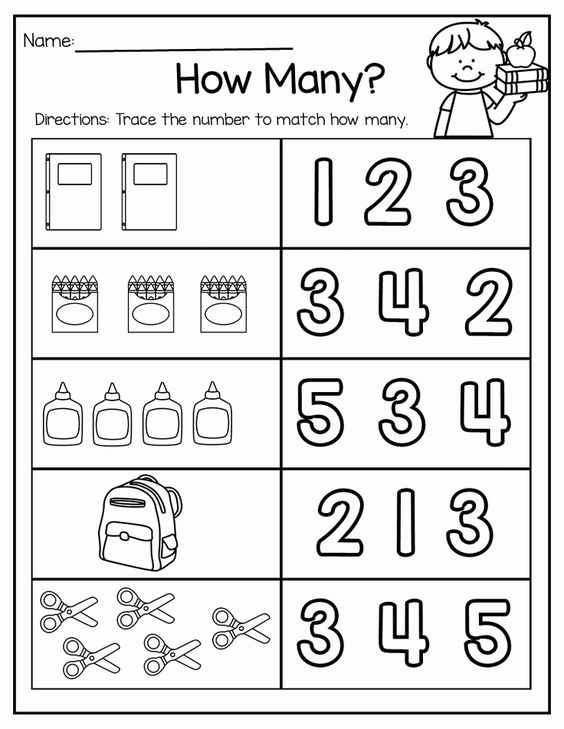 Name:
How Many?
Directions: Trace the number to match how many.
1 2 3
3 4 2
5 3 4
2 1 3
3 4 5